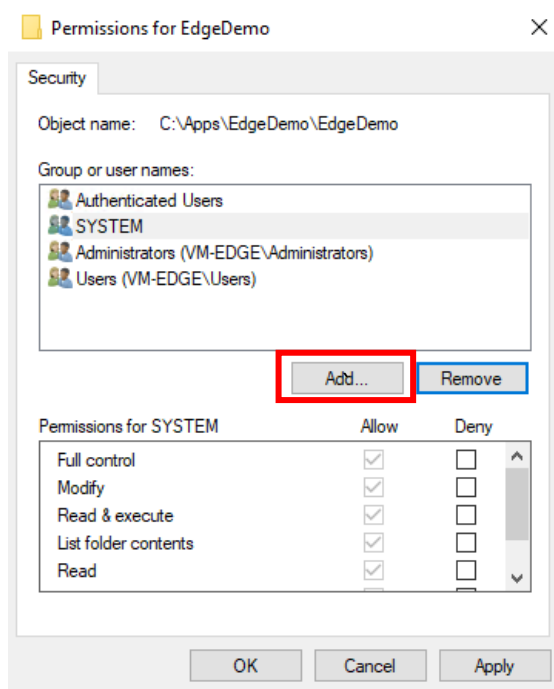 Permissions for EdgeDemo
Security
Object name: C:\Apps\EdgeDemo\EdgeDemo
Group or user names:
Authenticated Users
SYSTEM
Administrators (VM-EDGE\Administrators)
Users (VM-EDGE\Users)
Add... Remove
Permissions for SYSTEM Allow Deny
Full control
Modify
Read & execute
List folder contents
Read
OK Cancel Apply